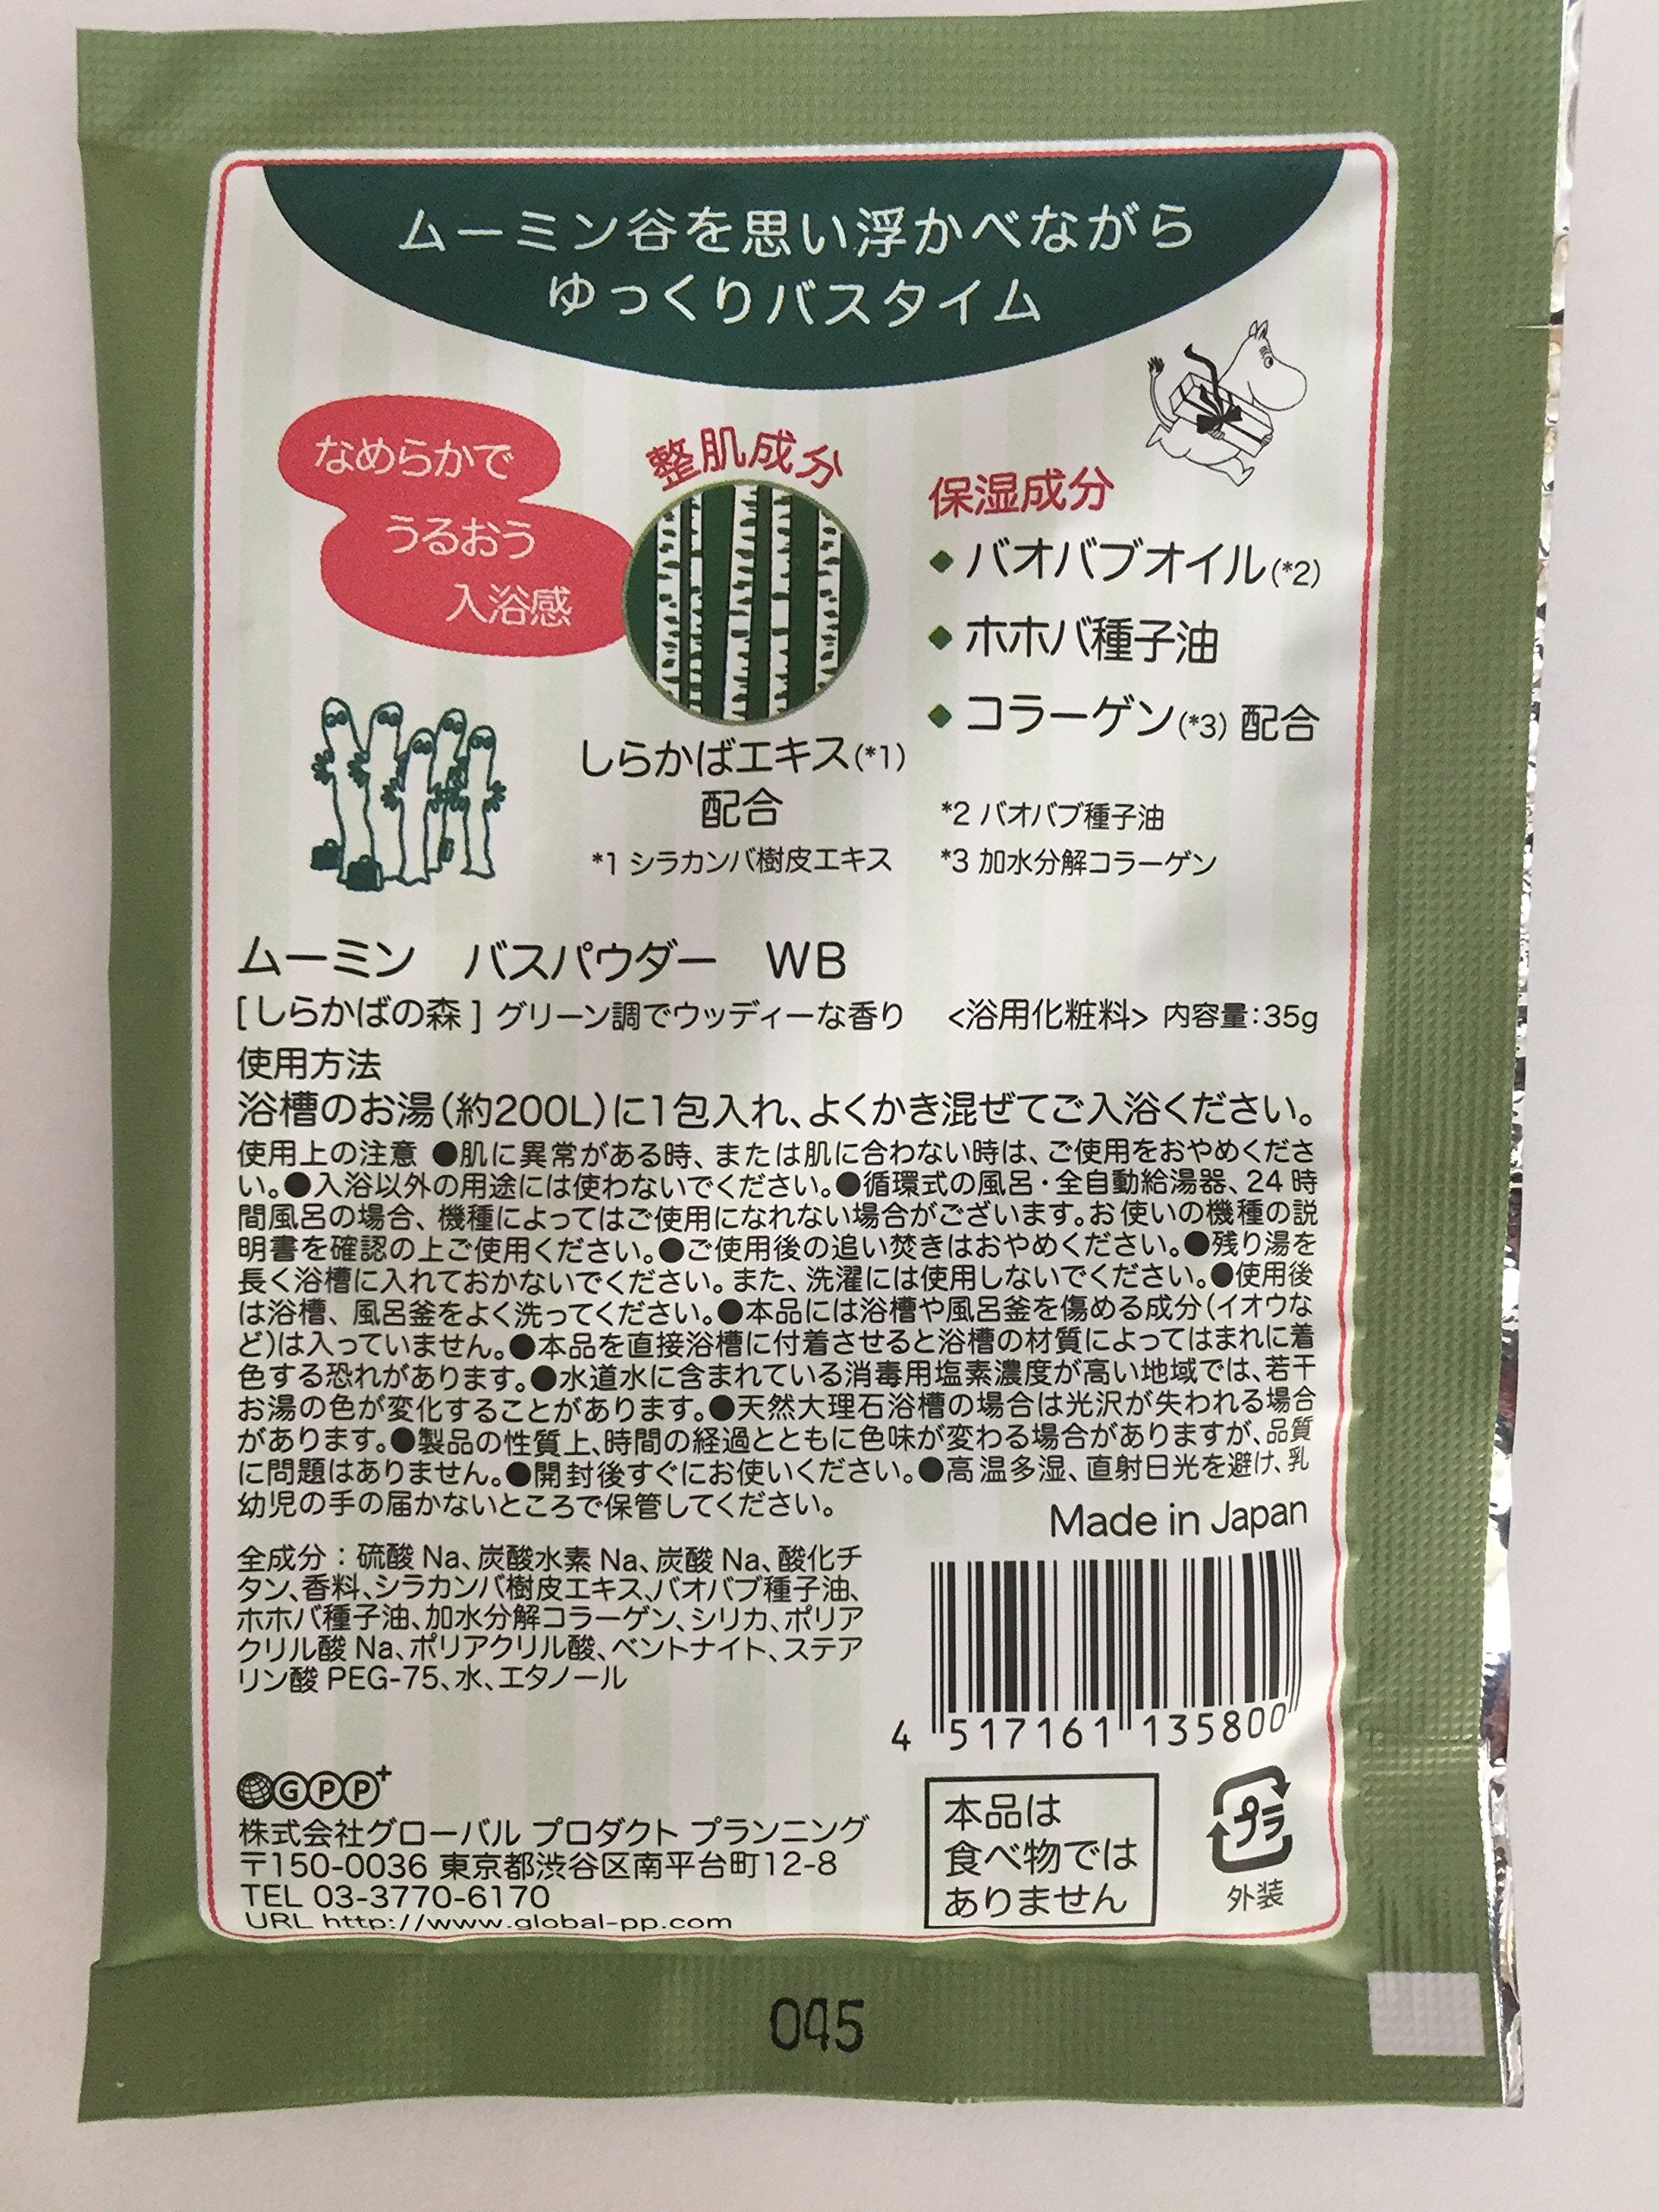 ムーミン谷を思い浮かべながら
ゆっくりバスタイム
なめらかで
うるおう
入浴感
整肌成分
しらかばエキス(*1)
配合
*1 シラカンバ樹皮エキス
保湿成分
◆ バオバブオイル(*2)
◆ ホホバ種子油
◆ コラーゲン(*3) 配合
*2 バオバブ種子油
*3 加水分解コラーゲン
ムーミン　バスパウダー　WB
[しらかばの森] グリーン調でウッディーな香り　<浴用化粧料> 内容量:35g
使用方法
浴槽のお湯(約200L)に1包入れ、よくかき混ぜてご入浴ください。
使用上の注意 ●肌に異常がある時、または肌に合わない時は、ご使用をおやめくださ
い。●入浴以外の用途には使わないでください。●循環式の風呂・全自動給湯器、24時
間風呂の場合、機種によってはご使用になれない場合がございます。お使いの機種の説
明書を確認の上ご使用ください。●ご使用後の追い焚きはおやめください。●残り湯を
長く浴槽に入れておかないでください。また、洗濯には使用しないでください。●使用後
は浴槽、風呂釜をよく洗ってください。●本品には浴槽や風呂釜を傷める成分(イオウな
ど)は入っていません。●本品を直接浴槽に付着させると浴槽の材質によってはまれに着
色する恐れがあります。●水道水に含まれている消毒用塩素濃度が高い地域では、若干
お湯の色が変化することがあります。●天然大理石浴槽の場合は光沢が失われる場合
があります。●製品の性質上、時間の経過とともに色味が変わる場合がありますが、品質
に問題はありません。●開封後すぐにお使いください。●高温多湿、直射日光を避け、乳
幼児の手の届かないところで保管してください。
Made in Japan
全成分：硫酸Na、炭酸水素Na、炭酸Na、酸化チ
タン、香料、シラカンバ樹皮エキス、バオバブ種子油、
ホホバ種子油、加水分解コラーゲン、シリカ、ポリア
クリル酸Na、ポリアクリル酸、ベントナイト、ステア
リン酸PEG-75、水、エタノール
4 517161 135800
GPP+
株式会社グローバル プロダクト プランニング
〒150-0036 東京都渋谷区南平台町12-8
TEL 03-3770-6170
URL http://www.global-pp.com
本品は
食べ物では
ありません
プラ
外装
045